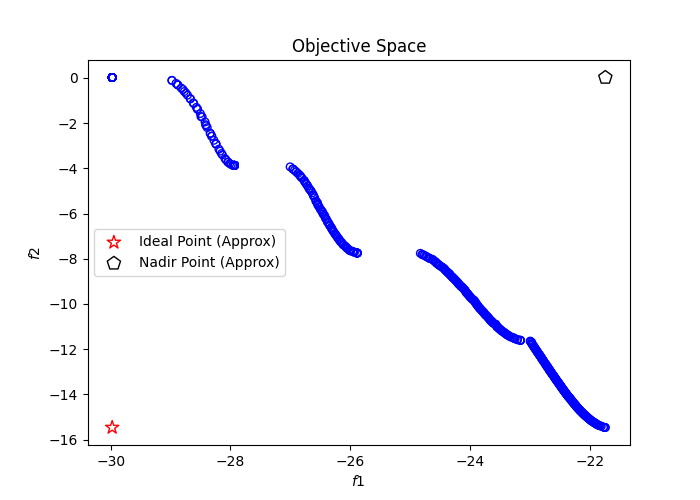 Objective Space
0
−2
−4
−6
−8
−10
−12
−14
−16
f2
Ideal Point (Approx)
Nadir Point (Approx)
−30
−28
−26
−24
−22
f1